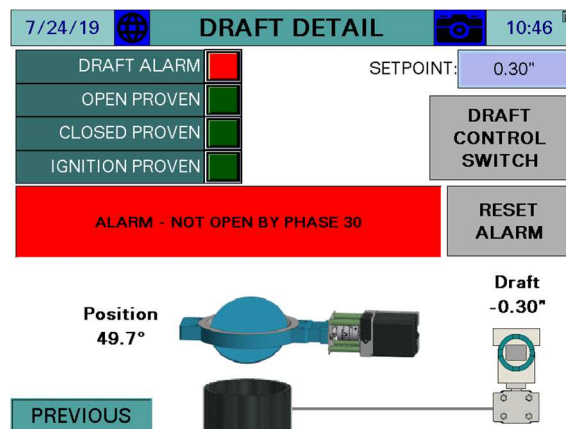 7/24/19 DRAFT DETAIL 10:46
DRAFT ALARM
SETPOINT: 0.30"
OPEN PROVEN
CLOSED PROVEN
IGNITION PROVEN
DRAFT
CONTROL
SWITCH
ALARM - NOT OPEN BY PHASE 30
RESET
ALARM
Position
49.7°
Draft
-0.30"
PREVIOUS